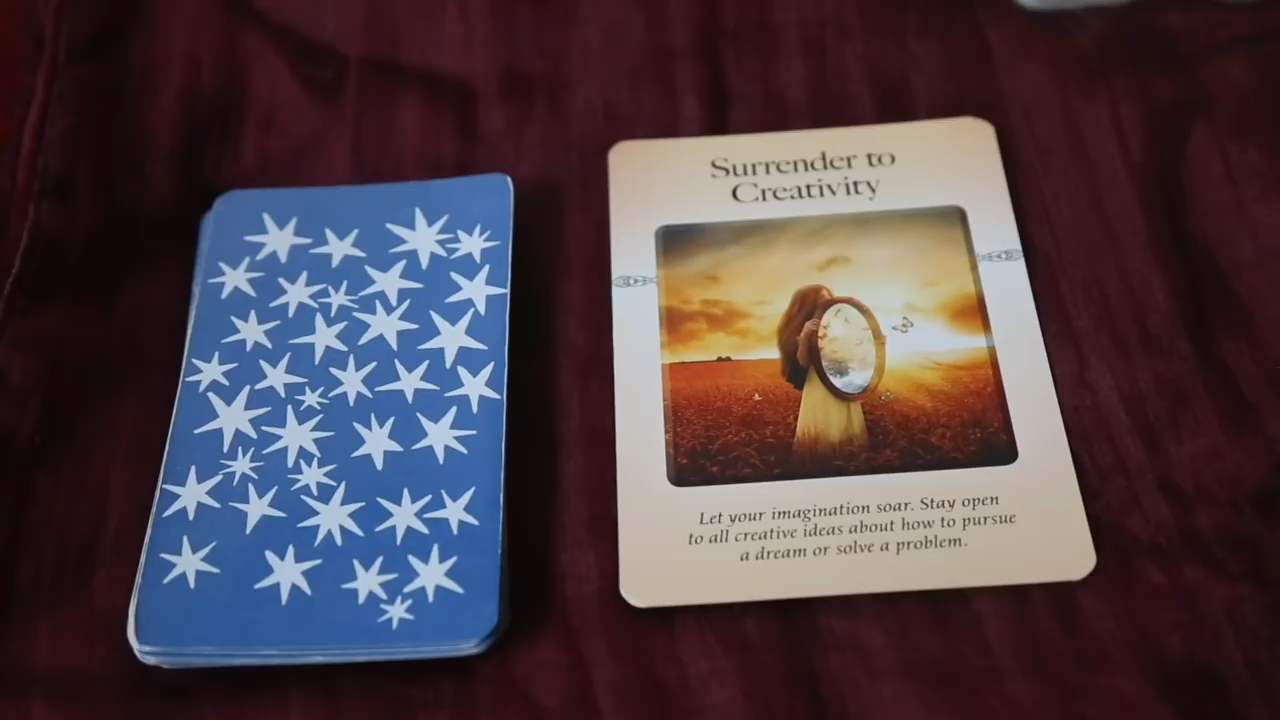 Surrender to
Creativity
Let your imagination soar. Stay open
to all creative ideas about how to pursue
a dream or solve a problem.